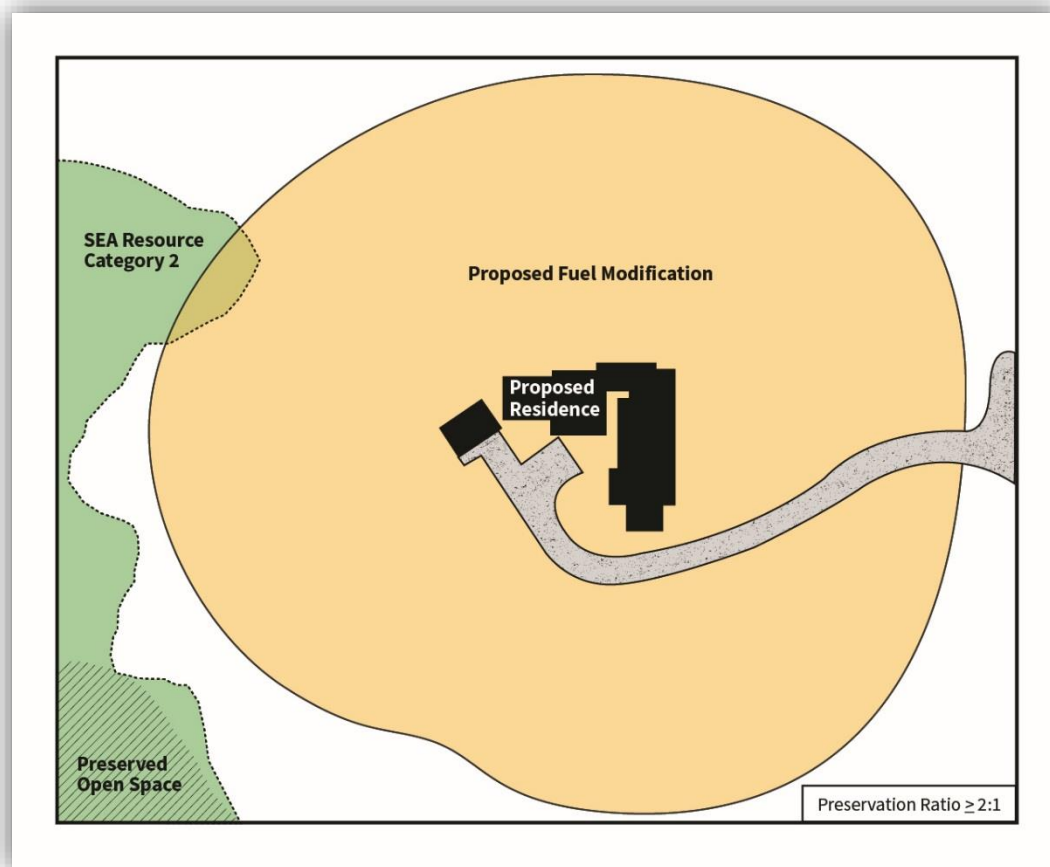 SEA Resource
Category 2
Proposed Fuel Modification
Proposed
Residence
Preserved
Open Space
Preservation Ratio ≥ 2:1